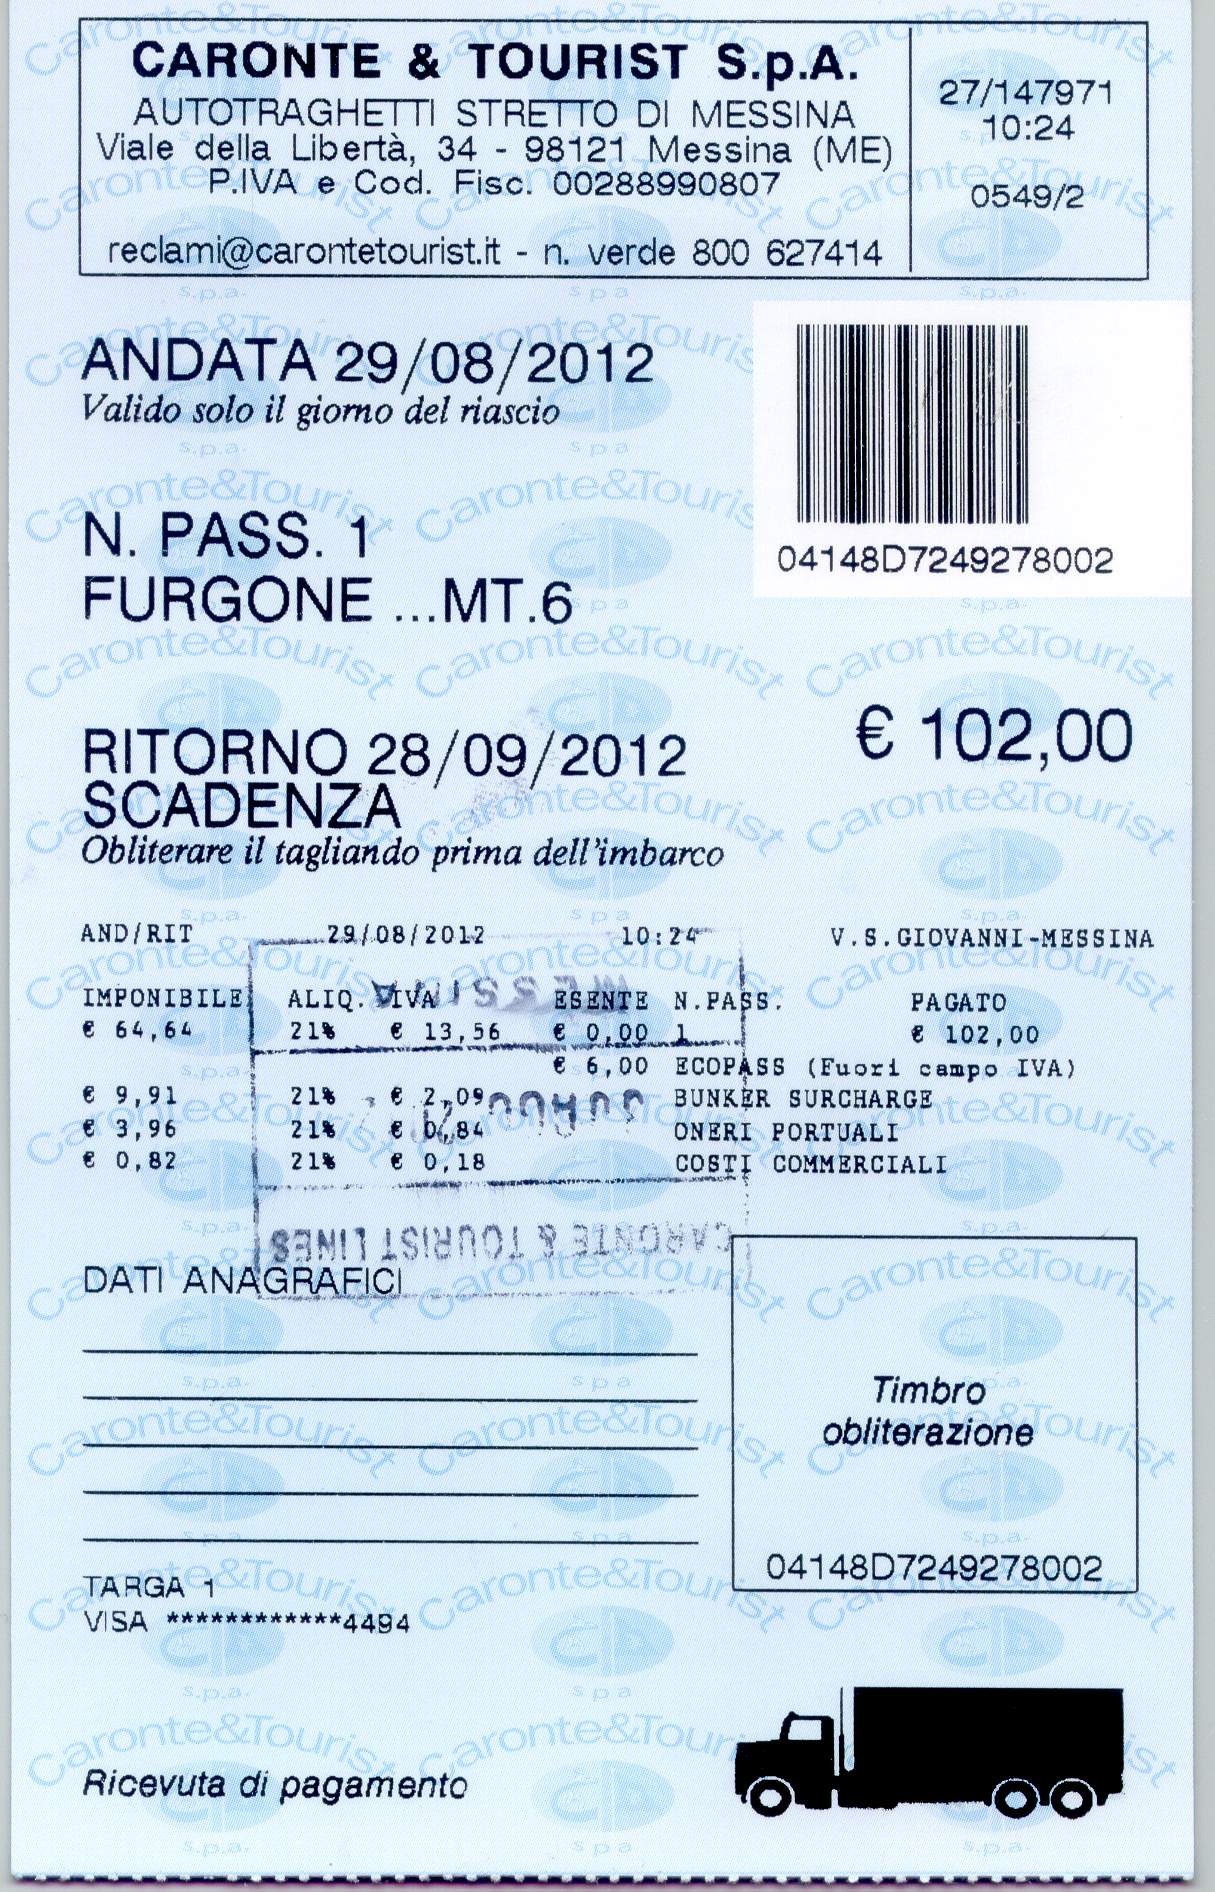 CARONTE & TOURIST S.p.A.
AUTOTRAGHETTI STRETTO DI MESSINA
Viale della Libertà, 34 - 98121 Messina (ME)
P.IVA e Cod. Fisc. 00288990807
reclami@carontetourist.it - n. verde 800 627414
27/147971
10:24
0549/2
ANDATA 29/08/2012
Valido solo il giorno del riascio
04148D7249278002
N. PASS. 1
FURGONE ...MT.6
€ 102,00
RITORNO 28/09/2012
SCADENZA
Obliterare il tagliando prima dell'imbarco
AND/RIT 29/08/2012 10:24 V.S.GIOVANNI-MESSINA
IMPONIBILE ALIQ. IVA ESENTE N.PASS. PAGATO
€ 64,64 21% € 13,56 € 0,00 1 € 102,00
€ 6,00 ECOPASS (Fuori campo IVA)
€ 9,91 21% € 2,09 BUNKER SURCHARGE
€ 3,96 21% € 0,84 ONERI PORTUALI
€ 0,82 21% € 0,18 COSTI COMMERCIALI
MESSINA
CARONTE & TOURIST LINES
DATI ANAGRAFICI
Timbro
obliterazione
04148D7249278002
TARGA 1
VISA ************4494
Ricevuta di pagamento
Caronte&Tourist
s.p.a.